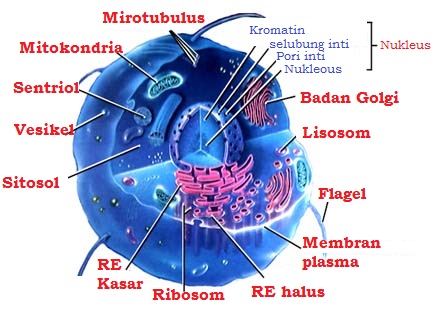 Mirotubulus
Mitokondria
Sentriol
Vesikel
Sitosol
RE
Kasar
Ribosom
RE halus
Membran
plasma
Flagel
Lisosom
Badan Golgi
Kromatin
selubung inti
Pori inti
Nukleous
Nukleus